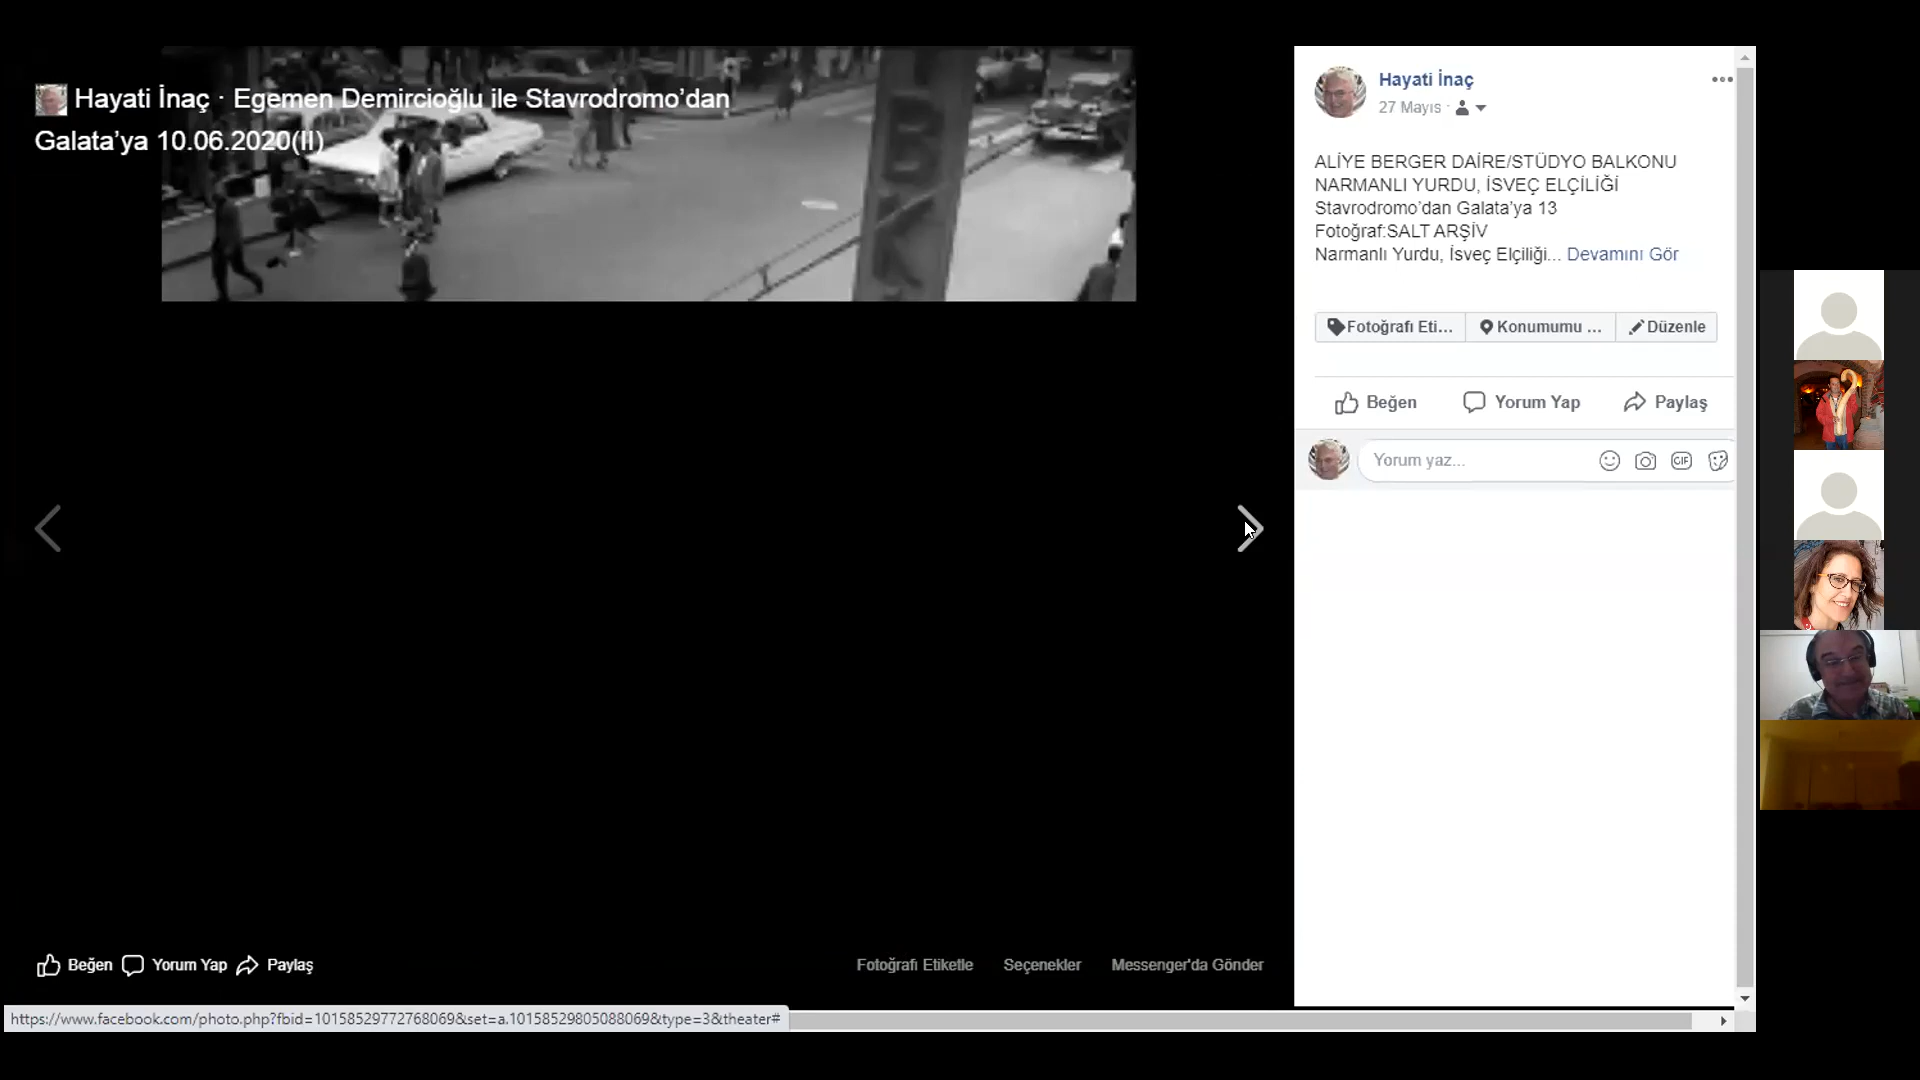 Hayati İnaç · Egemen Demircioğlu ile Stavrodromo’dan
Galata’ya 10.06.2020(II)
Hayati İnaç
27 Mayıs ·
ALİYE BERGER DAİRE/STÜDYO BALKONU
NARMANLI YURDU, İSVEÇ ELÇİLİĞİ
Stavrodromo’dan Galata’ya 13
Fotoğraf:SALT ARŞİV
Narmanlı Yurdu, İsveç Elçiliği... Devamını Gör
Fotoğrafı Eti... Konumumu ... Düzenle
Beğen Yorum Yap Paylaş
Yorum yaz...
GIF
Beğen Yorum Yap Paylaş
Fotoğrafı Etiketle Seçenekler Messenger'da Gönder
https://www.facebook.com/photo.php?fbid=10158529772768069&set=a.10158529805088069&type=3&theater#